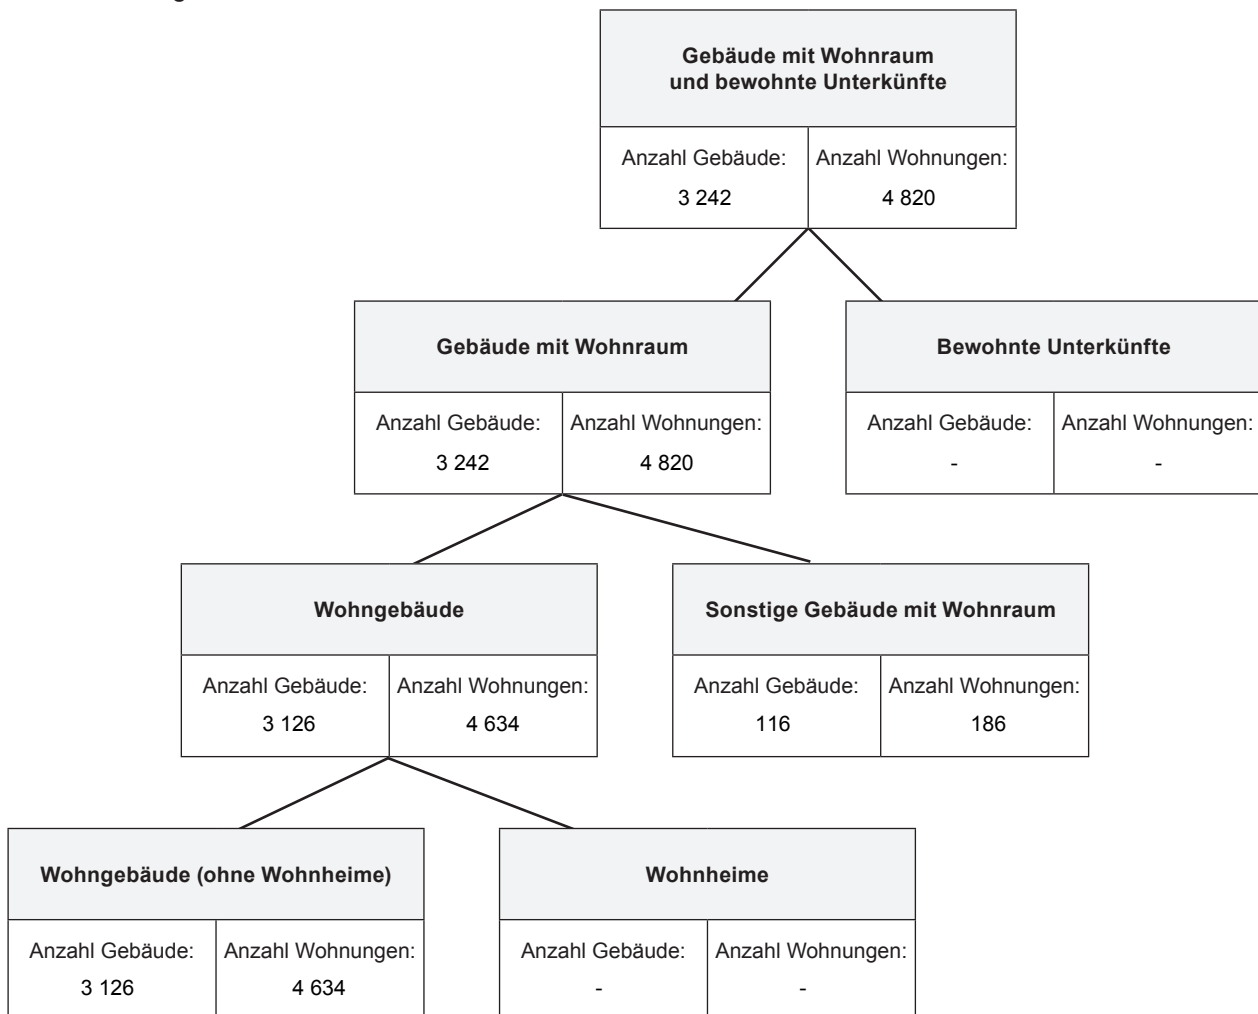 Gebäude mit Wohnraum
und bewohnte Unterkünfte
Anzahl Gebäude: Anzahl Wohnungen:
3 242 4 820
Gebäude mit Wohnraum Bewohnte Unterkünfte
Anzahl Gebäude: Anzahl Wohnungen: Anzahl Gebäude: Anzahl Wohnungen:
3 242 4 820 - -
Wohngebäude Sonstige Gebäude mit Wohnraum
Anzahl Gebäude: Anzahl Wohnungen: Anzahl Gebäude: Anzahl Wohnungen:
3 126 4 634 116 186
Wohngebäude (ohne Wohnheime) Wohnheime
Anzahl Gebäude: Anzahl Wohnungen: Anzahl Gebäude: Anzahl Wohnungen:
3 126 4 634 - -